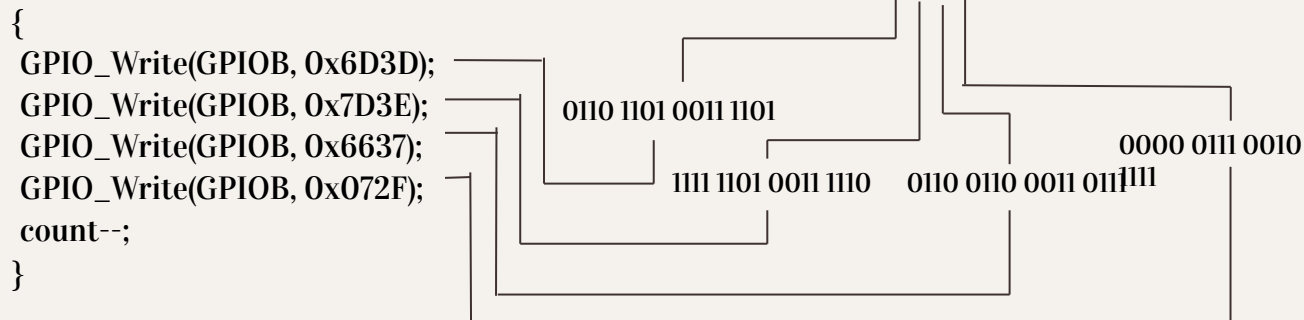 {
GPIO_Write(GPIOB, 0x6D3D);
GPIO_Write(GPIOB, 0x7D3E);
GPIO_Write(GPIOB, 0x6637);
GPIO_Write(GPIOB, 0x072F);
count--;
}
0110 1101 0011 1101
1111 1101 0011 1110
0110 0110 0011 0111
0000 0111 0010
1111